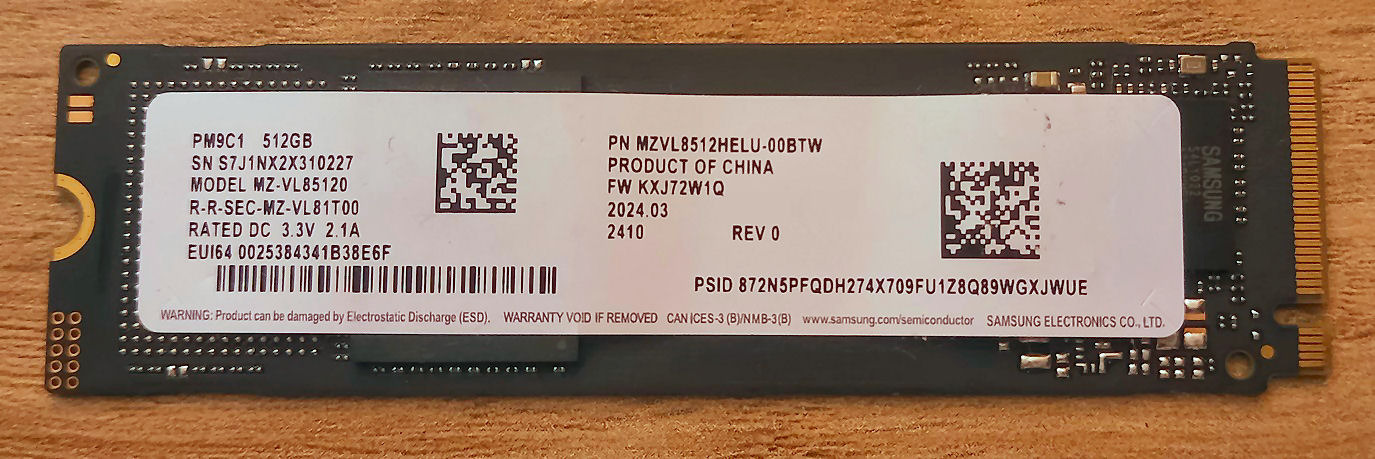 PM9C1 512GB
SN S7J1NX2X310227
MODEL MZ-VL85120
R-R-SEC-MZ-VL81T00
RATED DC 3.3V 2.1A
EUI64 0025384341B38E6F
PN MZVL8512HELU-00BTW
PRODUCT OF CHINA
FW KXJ72W1Q
2024.03
2410 REV 0
PSID 872N5PFQDH274X709FU1Z8Q89WGXJWUE
WARNING: Product can be damaged by Electrostatic Discharge (ESD). WARRANTY VOID IF REMOVED CAN ICES-3 (B)/NMB-3(B) www.samsung.com/semiconductor SAMSUNG ELECTRONICS CO., LTD.
SAMSUNG